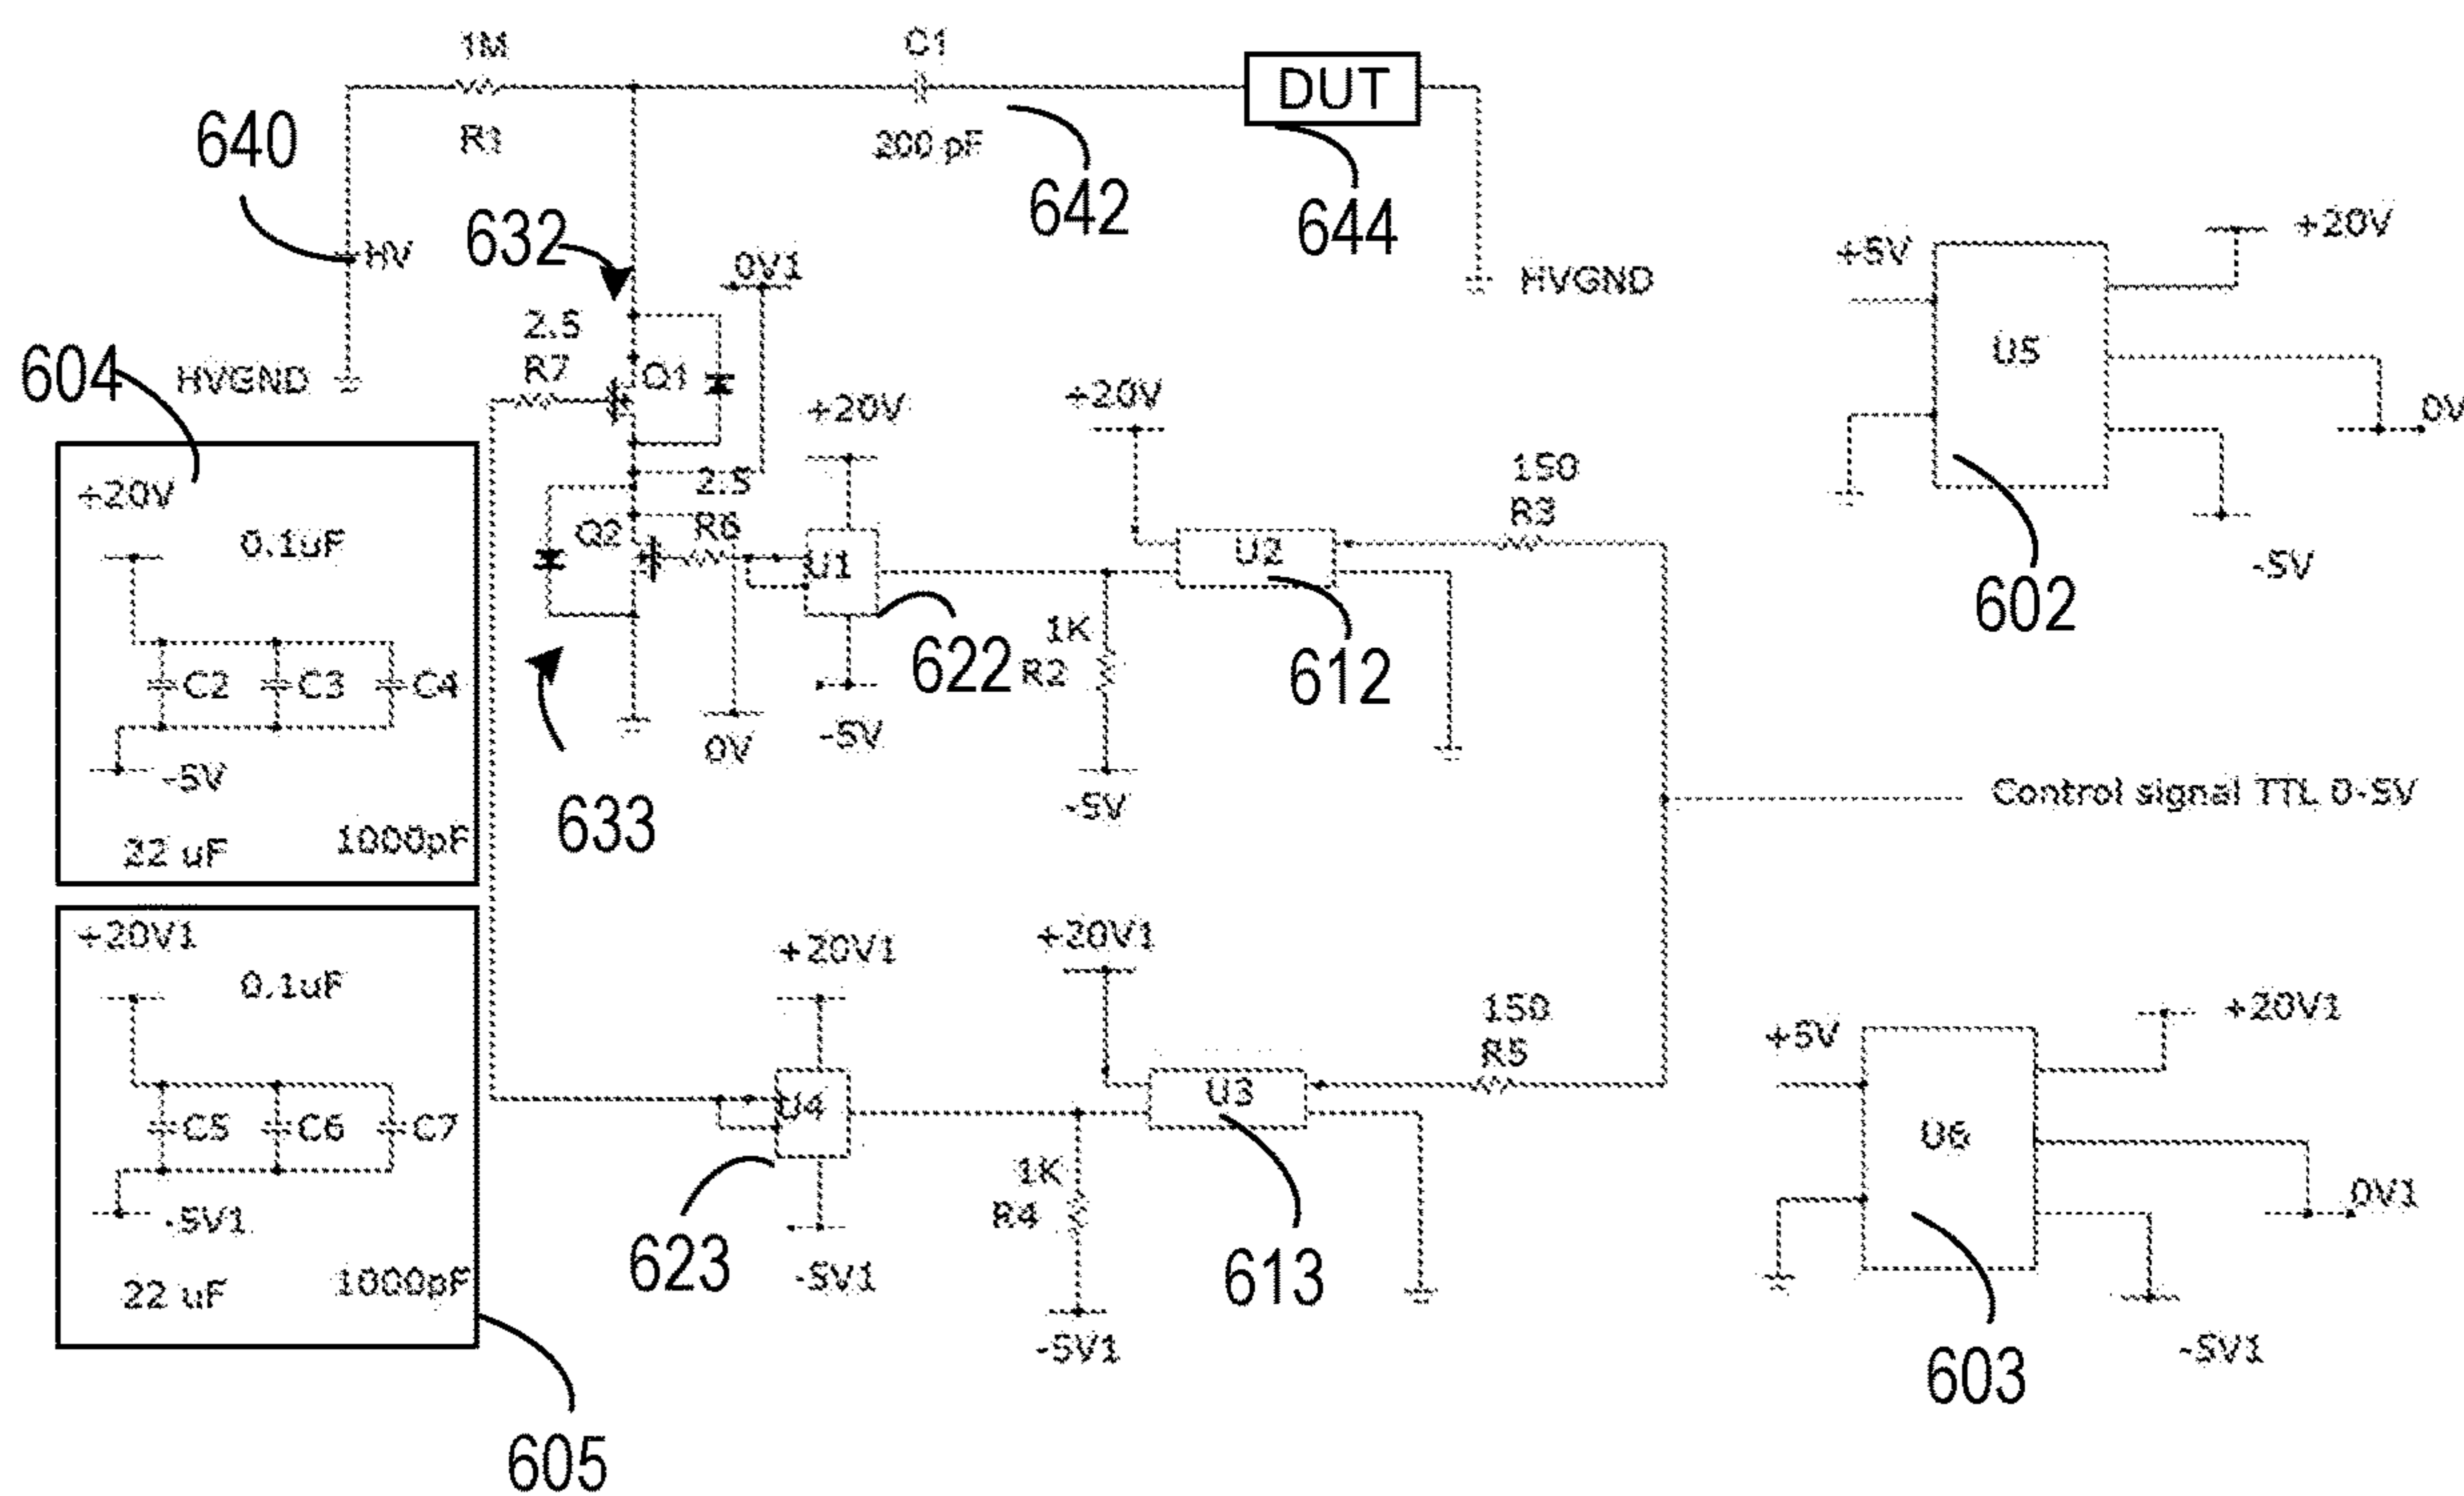 1M
C1
DUT
640
R1
200 pF
642
644
632
HV
0V1
HVGND
+5V
+20V
604
HVGND
2.5
R7
Q1
+20V
+20V
U5
0V
+20V
150
R3
2.5
0.1uF
Q2
R6
U1
U2
-5V
602
1K
R2
622
612
C2
C3
C4
0V
-5V
-5V
-5V
633
Control signal TTL 0-5V
22 uF
1000pF
+20V1
+20V1
+20V1
0.1uF
150
R5
+5V
+20V1
U4
U3
U6
C5
C6
C7
1K
R4
0V1
-5V1
22 uF
1000pF
623
-5V1
613
-5V1
603
-5V1
605